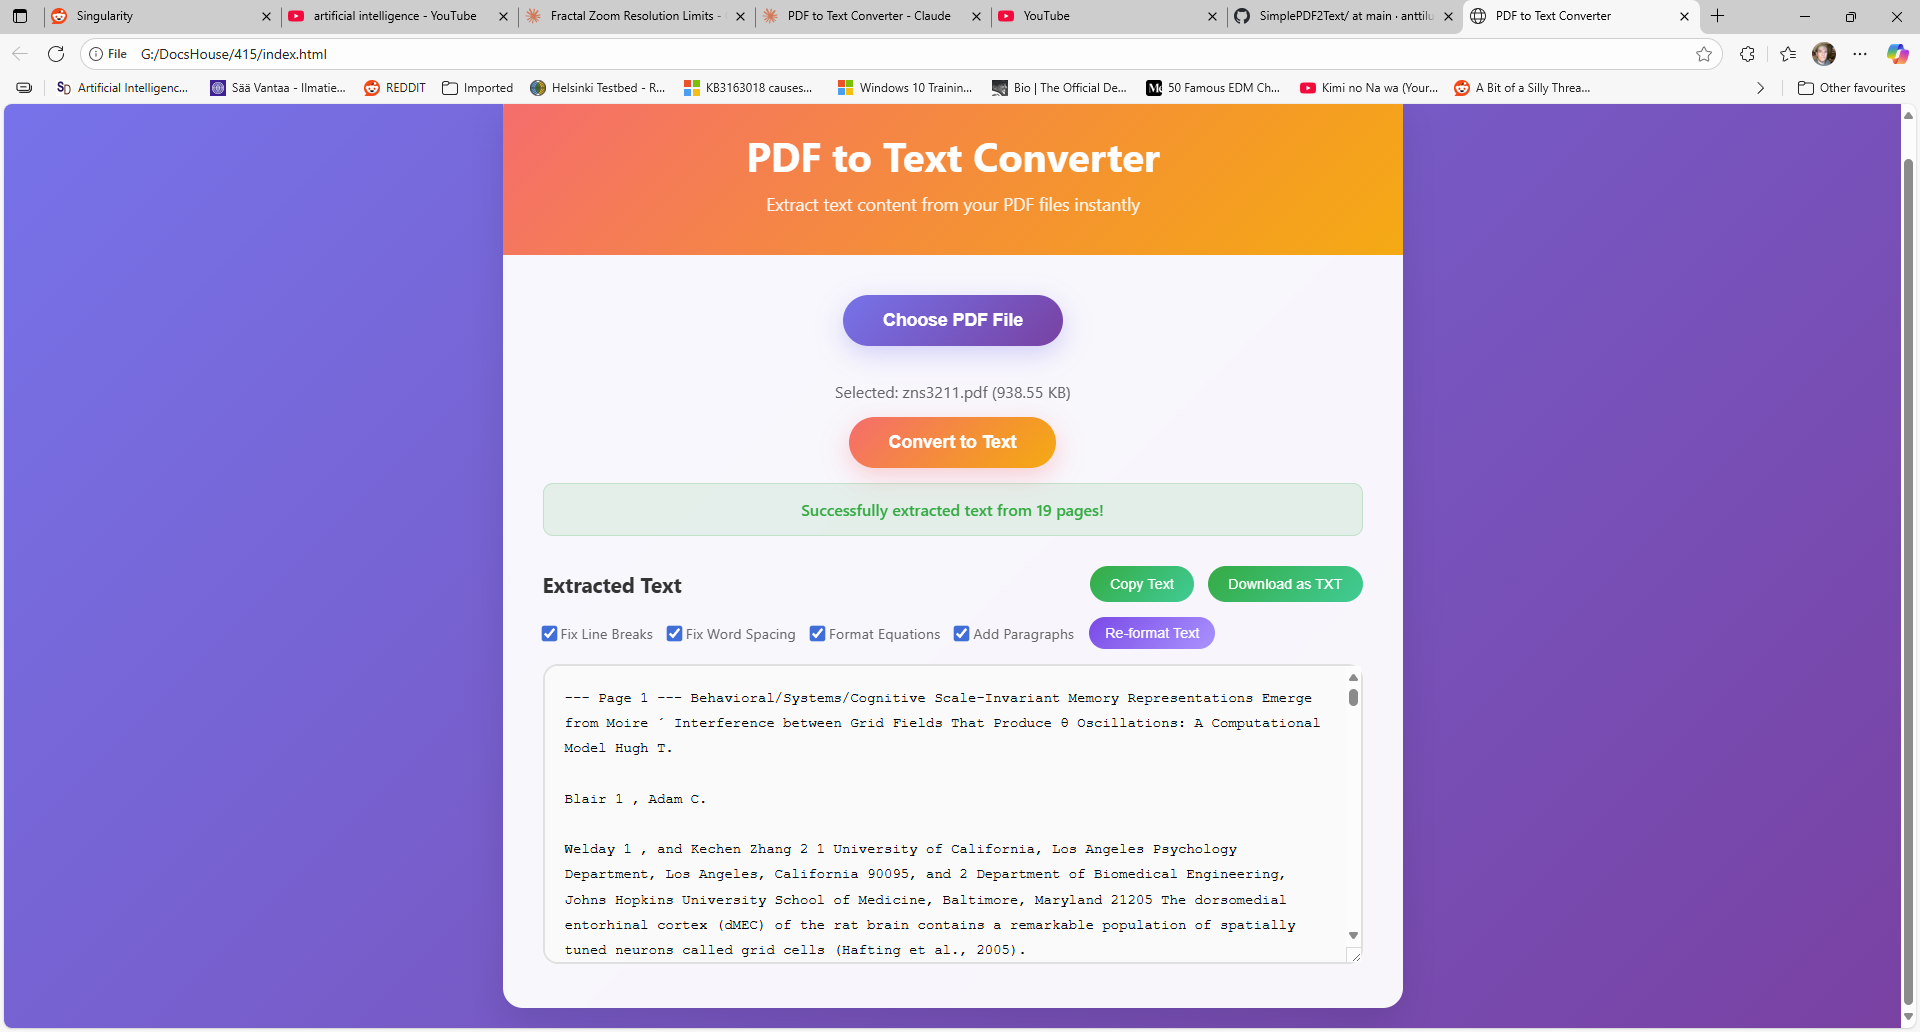 Singularity
artificial intelligence - YouTube
Fractal Zoom Resolution Limits -
PDF to Text Converter - Claude
YouTube
SimplePDF2Text/ at main · anttilu
PDF to Text Converter
File G:/DocsHouse/415/index.html
Artificial Intelligenc...
Sää Vantaa - Ilmatie...
REDDIT
Imported
Helsinki Testbed - R...
KB3163018 causes...
Windows 10 Trainin...
Bio | The Official De...
50 Famous EDM Ch...
Kimi no Na wa (Your...
A Bit of a Silly Threa...
Other favourites
PDF to Text Converter
Extract text content from your PDF files instantly
Choose PDF File
Selected: zns3211.pdf (938.55 KB)
Convert to Text
Successfully extracted text from 19 pages!
Extracted Text
Copy Text
Download as TXT
Fix Line Breaks
Fix Word Spacing
Format Equations
Add Paragraphs
Re-format Text
--- Page 1 --- Behavioral/Systems/Cognitive Scale-Invariant Memory Representations Emerge
from Moire ´ Interference between Grid Fields That Produce θ Oscillations: A Computational
Model Hugh T.
Blair 1 , Adam C.
Welday 1 , and Kechen Zhang 2 1 University of California, Los Angeles Psychology
Department, Los Angeles, California 90095, and 2 Department of Biomedical Engineering,
Johns Hopkins University School of Medicine, Baltimore, Maryland 21205 The dorsomedial
entorhinal cortex (dMEC) of the rat brain contains a remarkable population of spatially
tuned neurons called grid cells (Hafting et al., 2005).